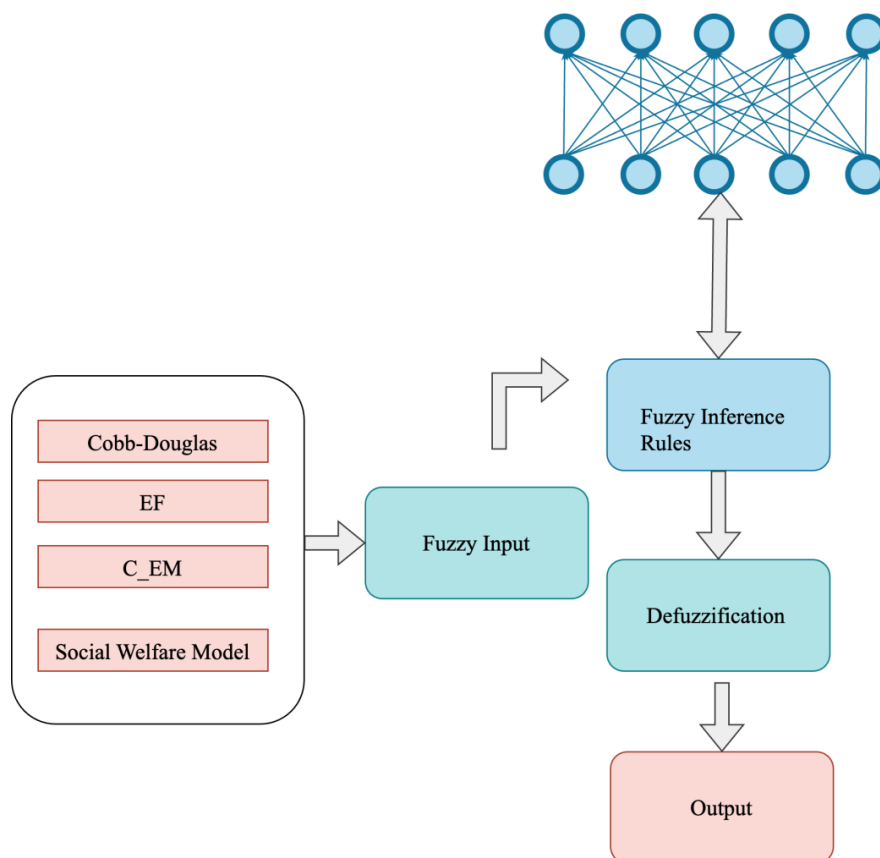 Cobb-Douglas
EF
C_EM
Social Welfare Model
Fuzzy Input
Fuzzy Inference
Rules
Defuzzification
Output